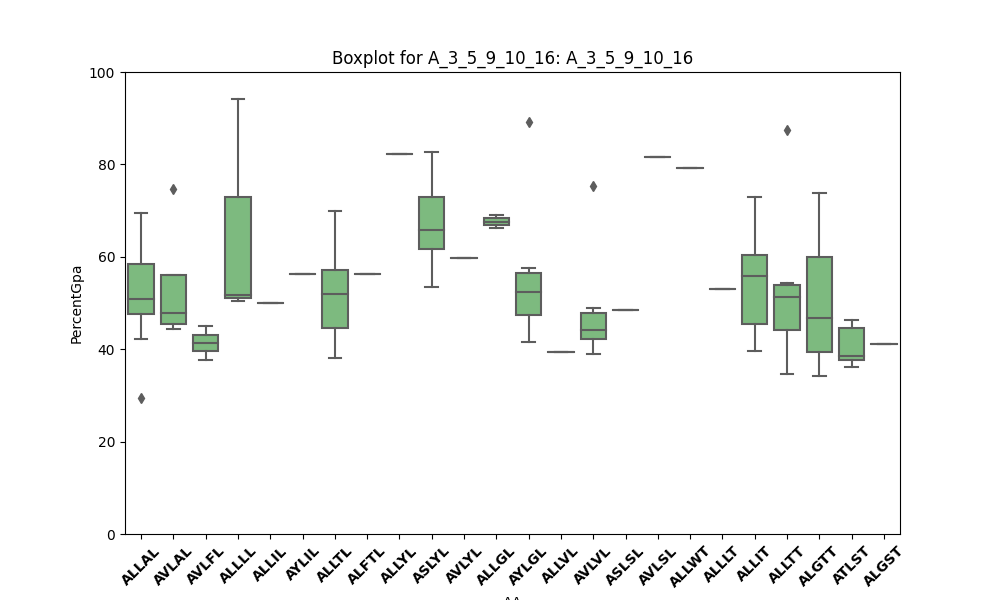 Boxplot for A_3_5_9_10_16: A_3_5_9_10_16
100
80
60
40
20
0
PercentGpa
ALLAL AVLAL AVLFL ALLLL ALLIL AYLIL ALLTL ALFTL ALLYL ASLYL AVLYL ALLGL AYLGL ALLVL AVLVL ASLSL AVLSL ALLWT ALLLT ALLIT ALLTT ALGTT ATLST ALGST